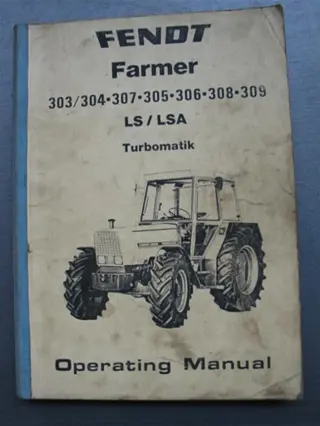 FENDT
Farmer
303/304•307•305•306•308•309
LS/LSA
Turbomatik
Operating Manual